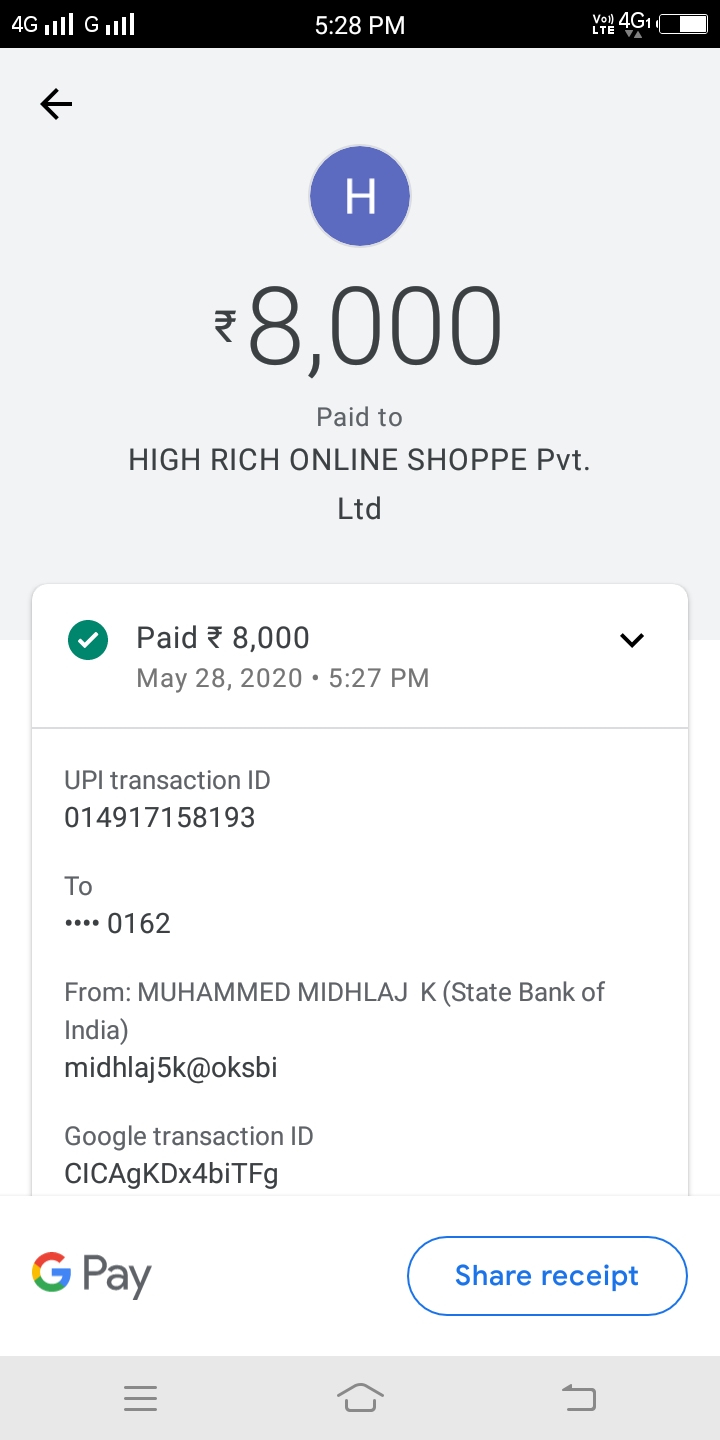 4G G 5:28 PM Vo)) LTE 4G1
H
₹8,000
Paid to
HIGH RICH ONLINE SHOPPE Pvt.
Ltd
Paid ₹ 8,000
May 28, 2020 • 5:27 PM
UPI transaction ID
014917158193
To
•••• 0162
From: MUHAMMED MIDHLAJ K (State Bank of
India)
midhlaj5k@oksbi
Google transaction ID
CICAgKDx4biTFg
G Pay
Share receipt